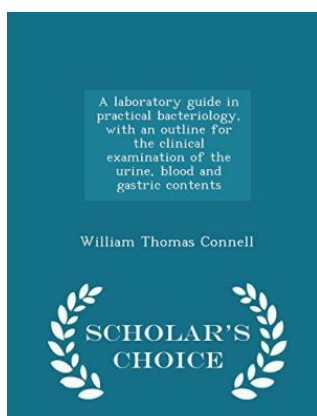 A laboratory guide in
practical bacteriology,
with an outline for
the clinical
examination of the
urine, blood and
gastric contents
William Thomas Connell
SCHOLAR'S
CHOICE